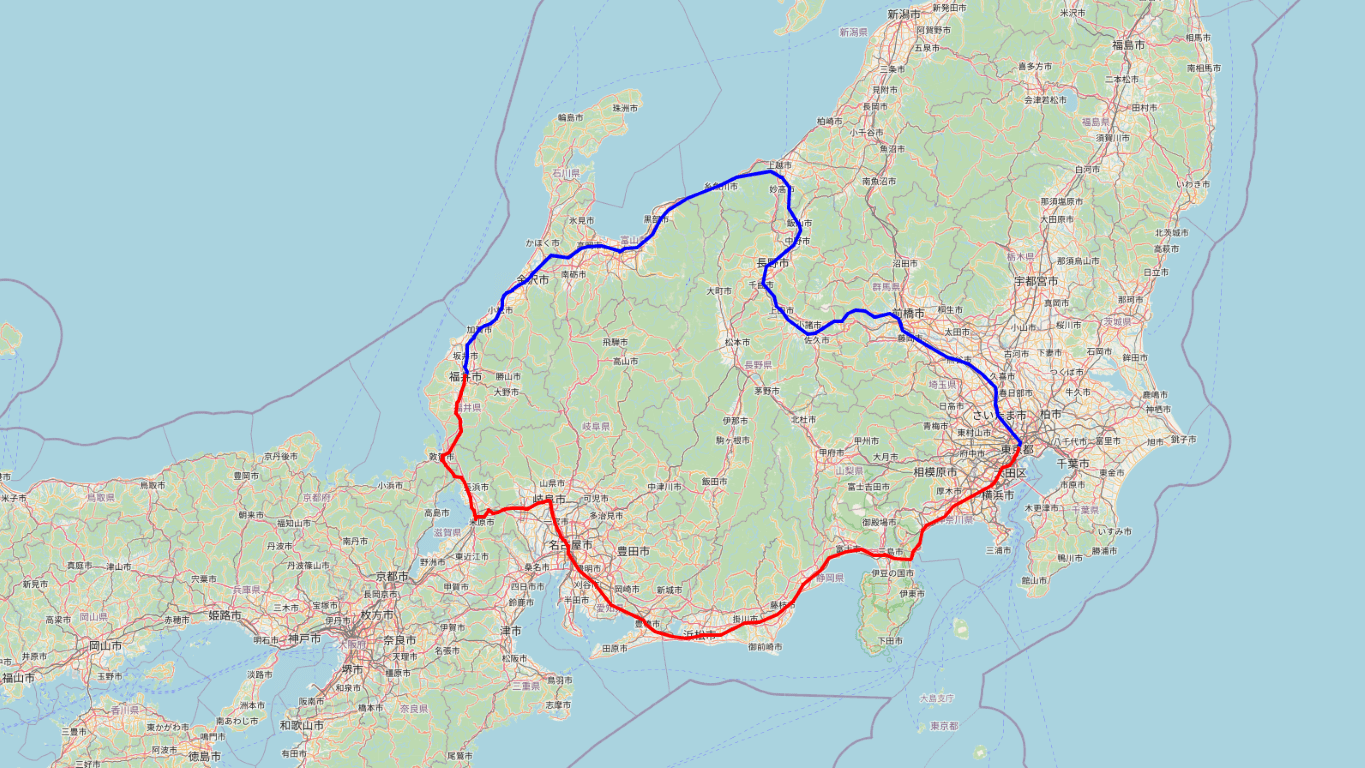 新潟市
新発田市
米沢市
新潟県
阿賀野市
相馬市
五泉市
福島市
三条市
喜多方市
南相馬市
二本松市
見附市
会津若松市
長岡市
田村市
珠洲市
輪島市
柏崎市
福島県
小千谷市
須賀川市
魚沼市
上越市
白河市
石川県
糸魚川市
妙高市
南魚沼市
いわき市
那須塩原市
氷見市
黒部市
飯山市
大田原市
北茨城市
かほく市
高岡市
富山市
中野市
高萩市
長野市
沼田市
栃木県
那須烏山市
日立市
金沢市
南砺市
千曲市
宇都宮市
大町市
群馬県
那珂市
真岡市
小松市
上田市
前橋市
桐生市
茨城県
加賀市
小諸市
太田市
小山市
桜川市
飛騨市
松本市
佐久市
藤岡市
坂井市
熊谷市
古河市
下妻市
石岡市
鉾田市
高山市
長野県
つくば市
福井市
勝山市
埼玉県
久喜市
大野市
茅野市
春日部市
牛久市
鹿嶋市
福井県
日高市
神栖市
さいたま市
柏市
岐阜県
伊那市
北杜市
青梅市
東村山市
駒ヶ根市
甲州市
八千代市
富里市
旭市
銚子市
京丹後市
敦賀市
甲府市
大月市
府中市
東京都
千葉市
豊岡市
小浜市
山梨県
相模原市
大田区
東金市
鳥取市
長浜市
山県市
中津川市
飯田市
富士吉田市
厚木市
横浜市
市原市
米子市
鳥取県
京都府
岐阜市
可児市
木更津市
千葉県
朝来市
福知山市
高島市
米原市
一宮市
多治見市
御殿場市
神奈川県
いすみ市
滋賀県
南丹市
名古屋市
豊田市
富士市
三島市
三浦市
勝浦市
丹波市
野洲市
東近江市
鴨川市
真庭市
津山市
丹波篠山市
桑名市
豊明市
静岡県
伊豆の国市
新見市
宍粟市
京都市
館山市
兵庫県
長岡京市
甲賀市
四日市市
刈谷市
岡崎市
新城市
伊東市
岡山県
三木市
宝塚市
鈴鹿市
半田市
愛知県
藤枝市
高梁市
赤穂市
姫路市
伊丹市
枚方市
豊橋市
掛川市
伊賀市
津市
浜松市
下田市
明石市
神戸市
大阪府
奈良市
岡山市
名張市
田原市
御前崎市
井原市
天理市
松阪市
福山市
玉野市
淡路市
堺市
橿原市
鳥羽市
和泉市
三重県
洲本市
阪南市
橋本市
奈良県
志摩市
大島支庁
香川県
南あわじ市
和歌山市
東京都
三豊市
東かがわ市
鳴門市
阿波市
徳島市
有田市
尾鷲市
三好市